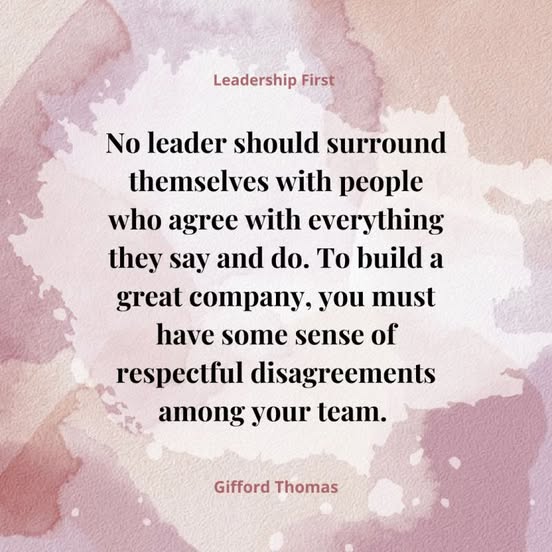 Leadership First
No leader should surround
themselves with people
who agree with everything
they say and do. To build a
great company, you must
have some sense of
respectful disagreements
among your team.
Gifford Thomas